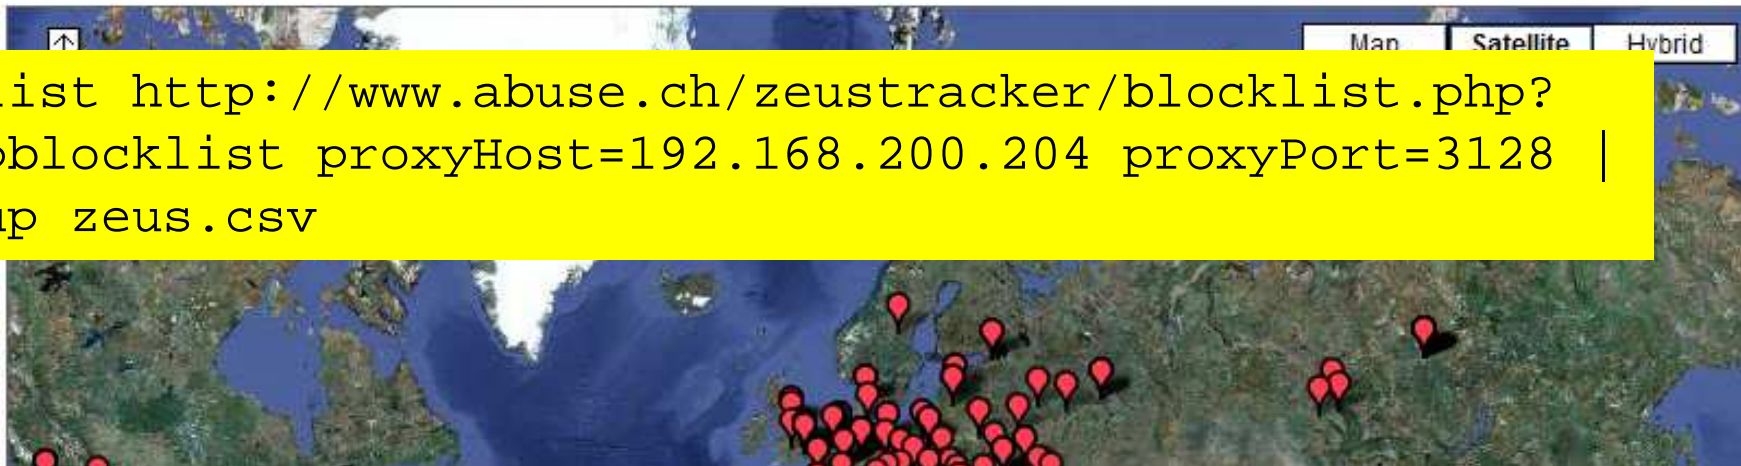 Map Satellite Hybrid
ist http://www.abuse.ch/zeustracker/blocklist.php?
blocklist proxyHost=192.168.200.204 proxyPort=3128 |
up zeus.csv